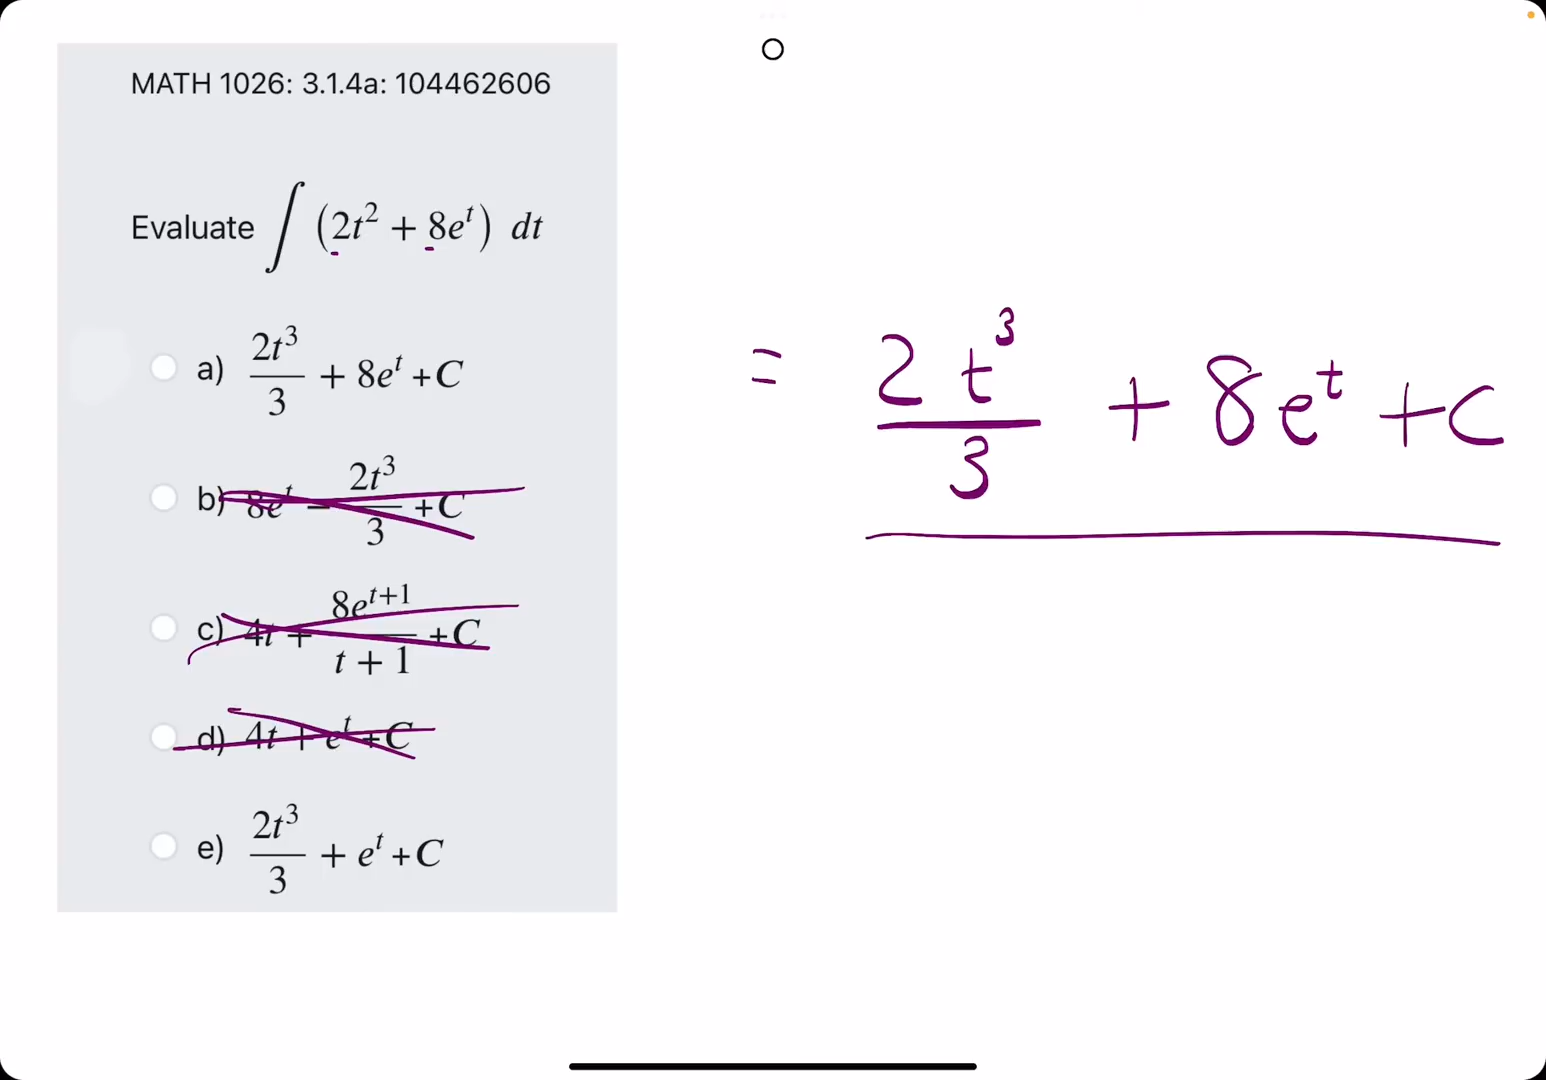 MATH 1026: 3.1.4a: 104462606
Evaluate ∫ (2t² + 8eᵗ) dt
a) 2t³/3 + 8eᵗ +C
b) 8eᵗ − 2t³/3 +C
c) 4t + 8eᵗ⁺¹/(t + 1) +C
d) 4t + eᵗ +C
e) 2t³/3 + eᵗ +C
= 2t³/3 + 8eᵗ +C